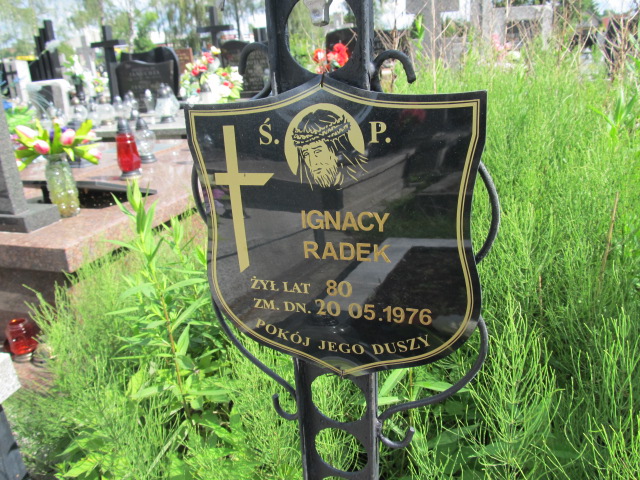 Ś. P.
IGNACY
RADEK
ŻYŁ LAT 80
ZM. DN. 20 05.1976
POKÓJ JEGO DUSZY